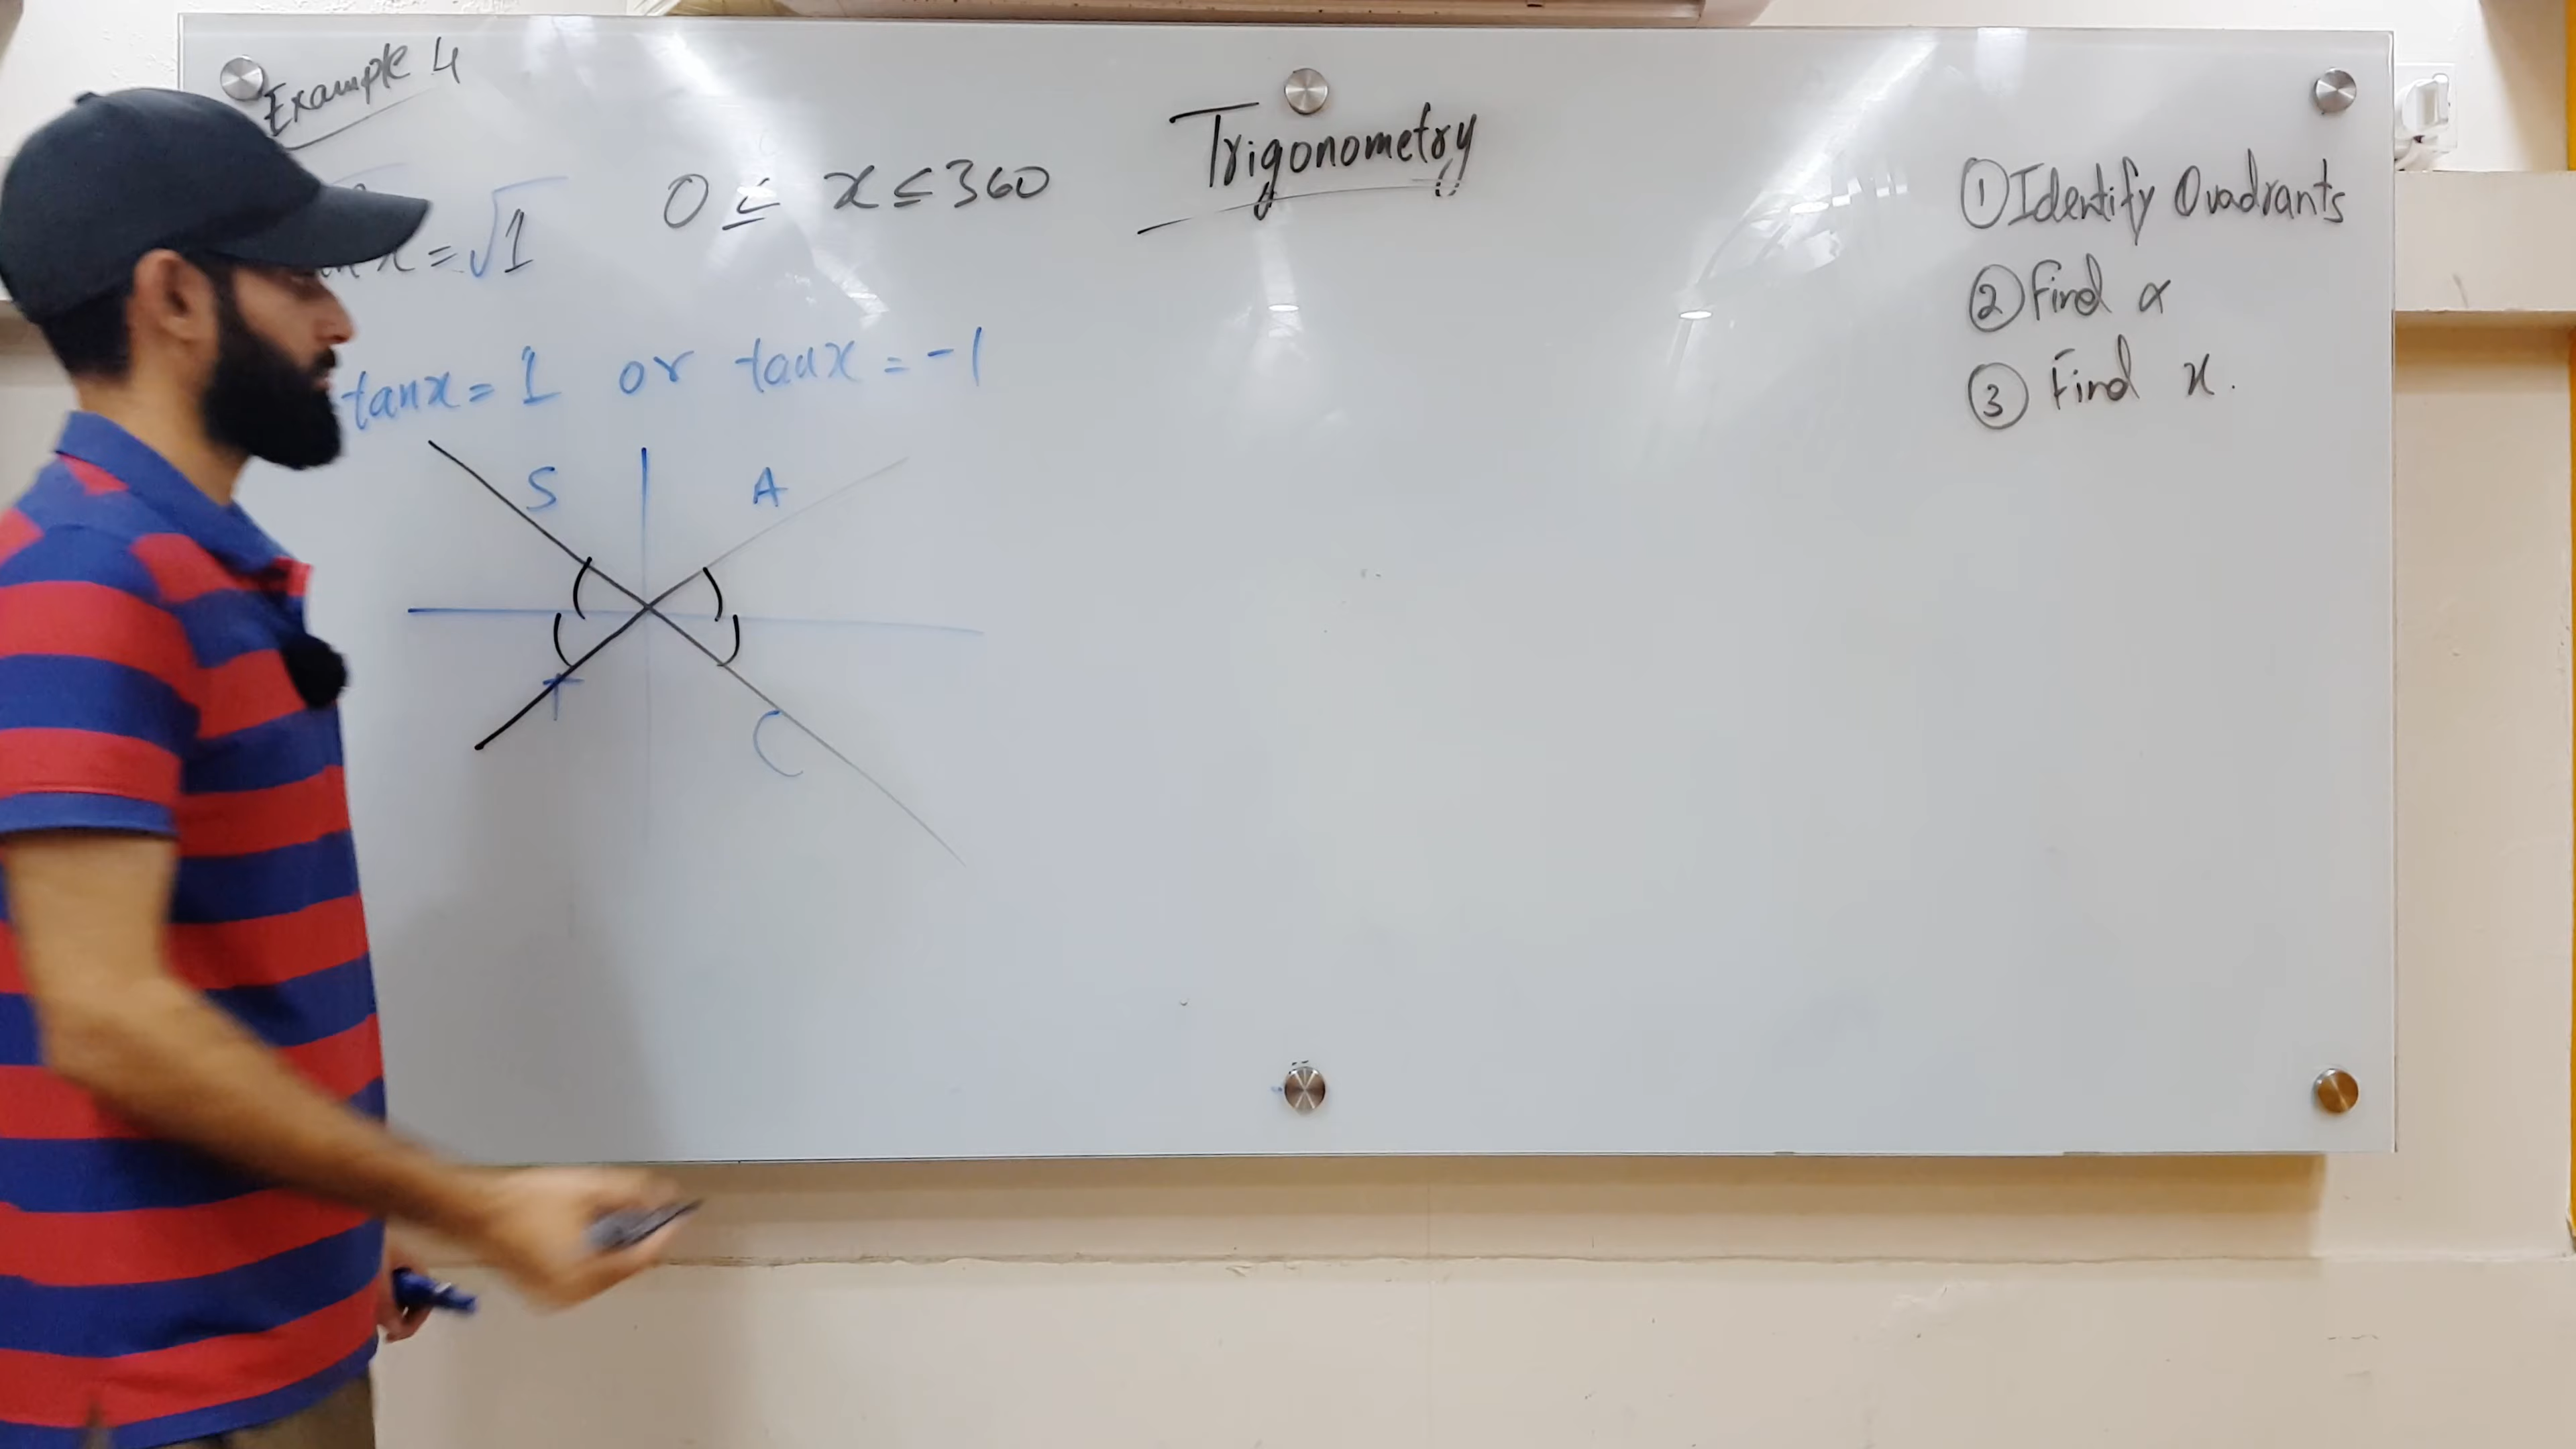 Example 4
Trigonometry
0 ≤ x ≤ 360
x = √1
tanx = 1 or tanx = -1
S A
T C
① Identify Quadrants
② Find α
③ Find x.